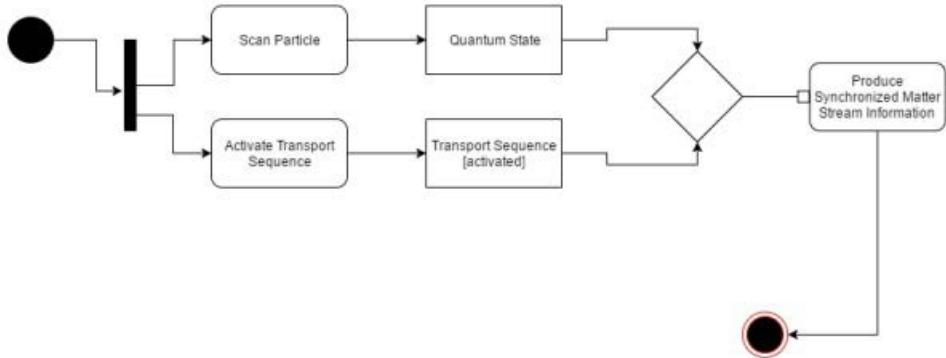 Scan Particle
Quantum State
Produce
Synchronized Matter
Stream Information
Activate Transport
Sequence
Transport Sequence
[activated]